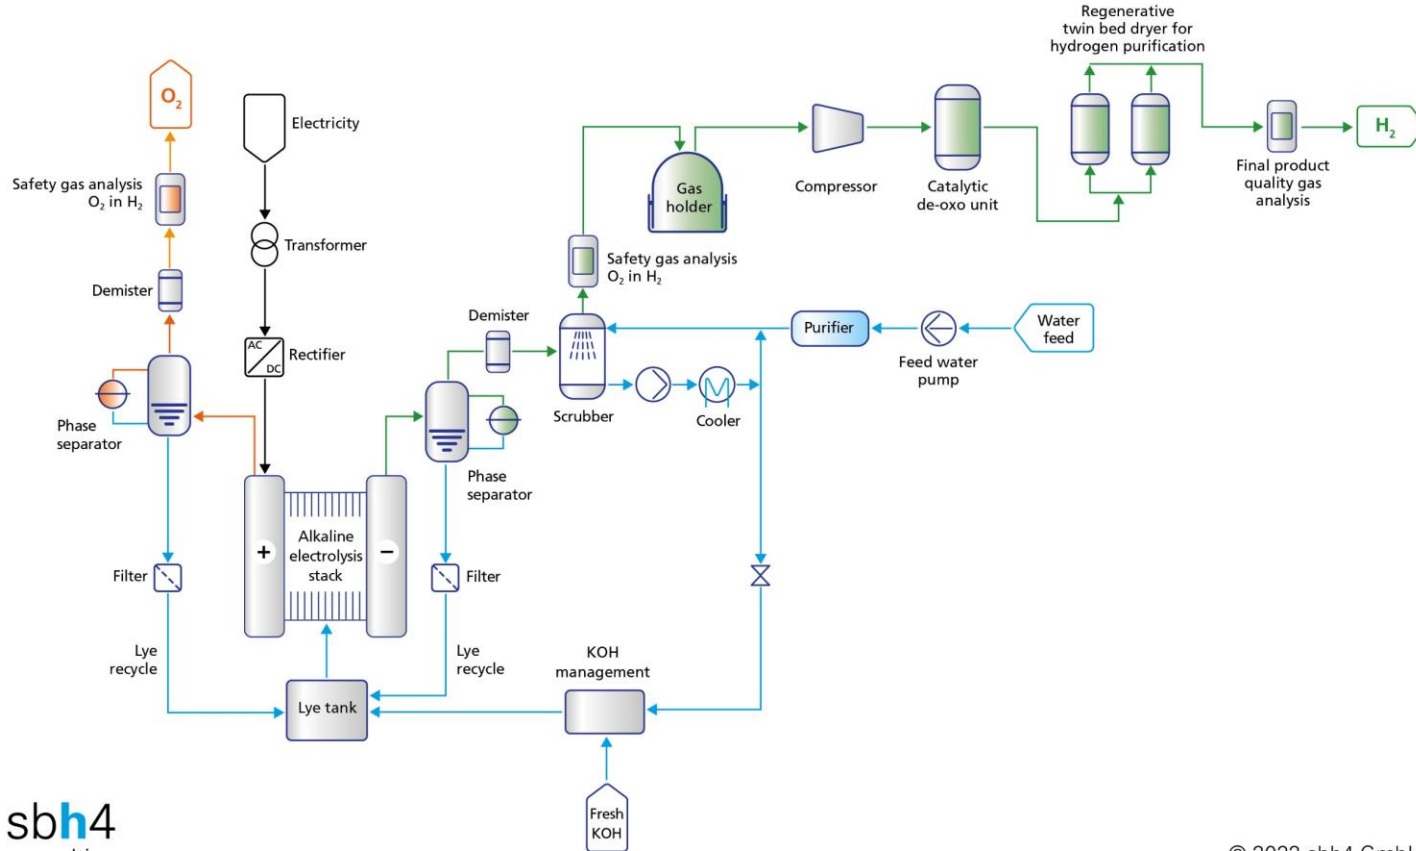 Regenerative
twin bed dryer for
hydrogen purification
O₂
Electricity
Safety gas analysis
O₂ in H₂
Gas
holder
Compressor
Catalytic
de-oxo unit
Final product
quality gas
analysis
H₂
Transformer
Safety gas analysis
O₂ in H₂
Demister
Demister
Purifier
Water
feed
Feed water
pump
AC
DC
Rectifier
Phase
separator
Scrubber
Cooler
Phase
separator
+
Alkaline
electrolysis
stack
−
Filter
Filter
Lye
recycle
Lye
recycle
KOH
management
Lye tank
Fresh
KOH
sbh4